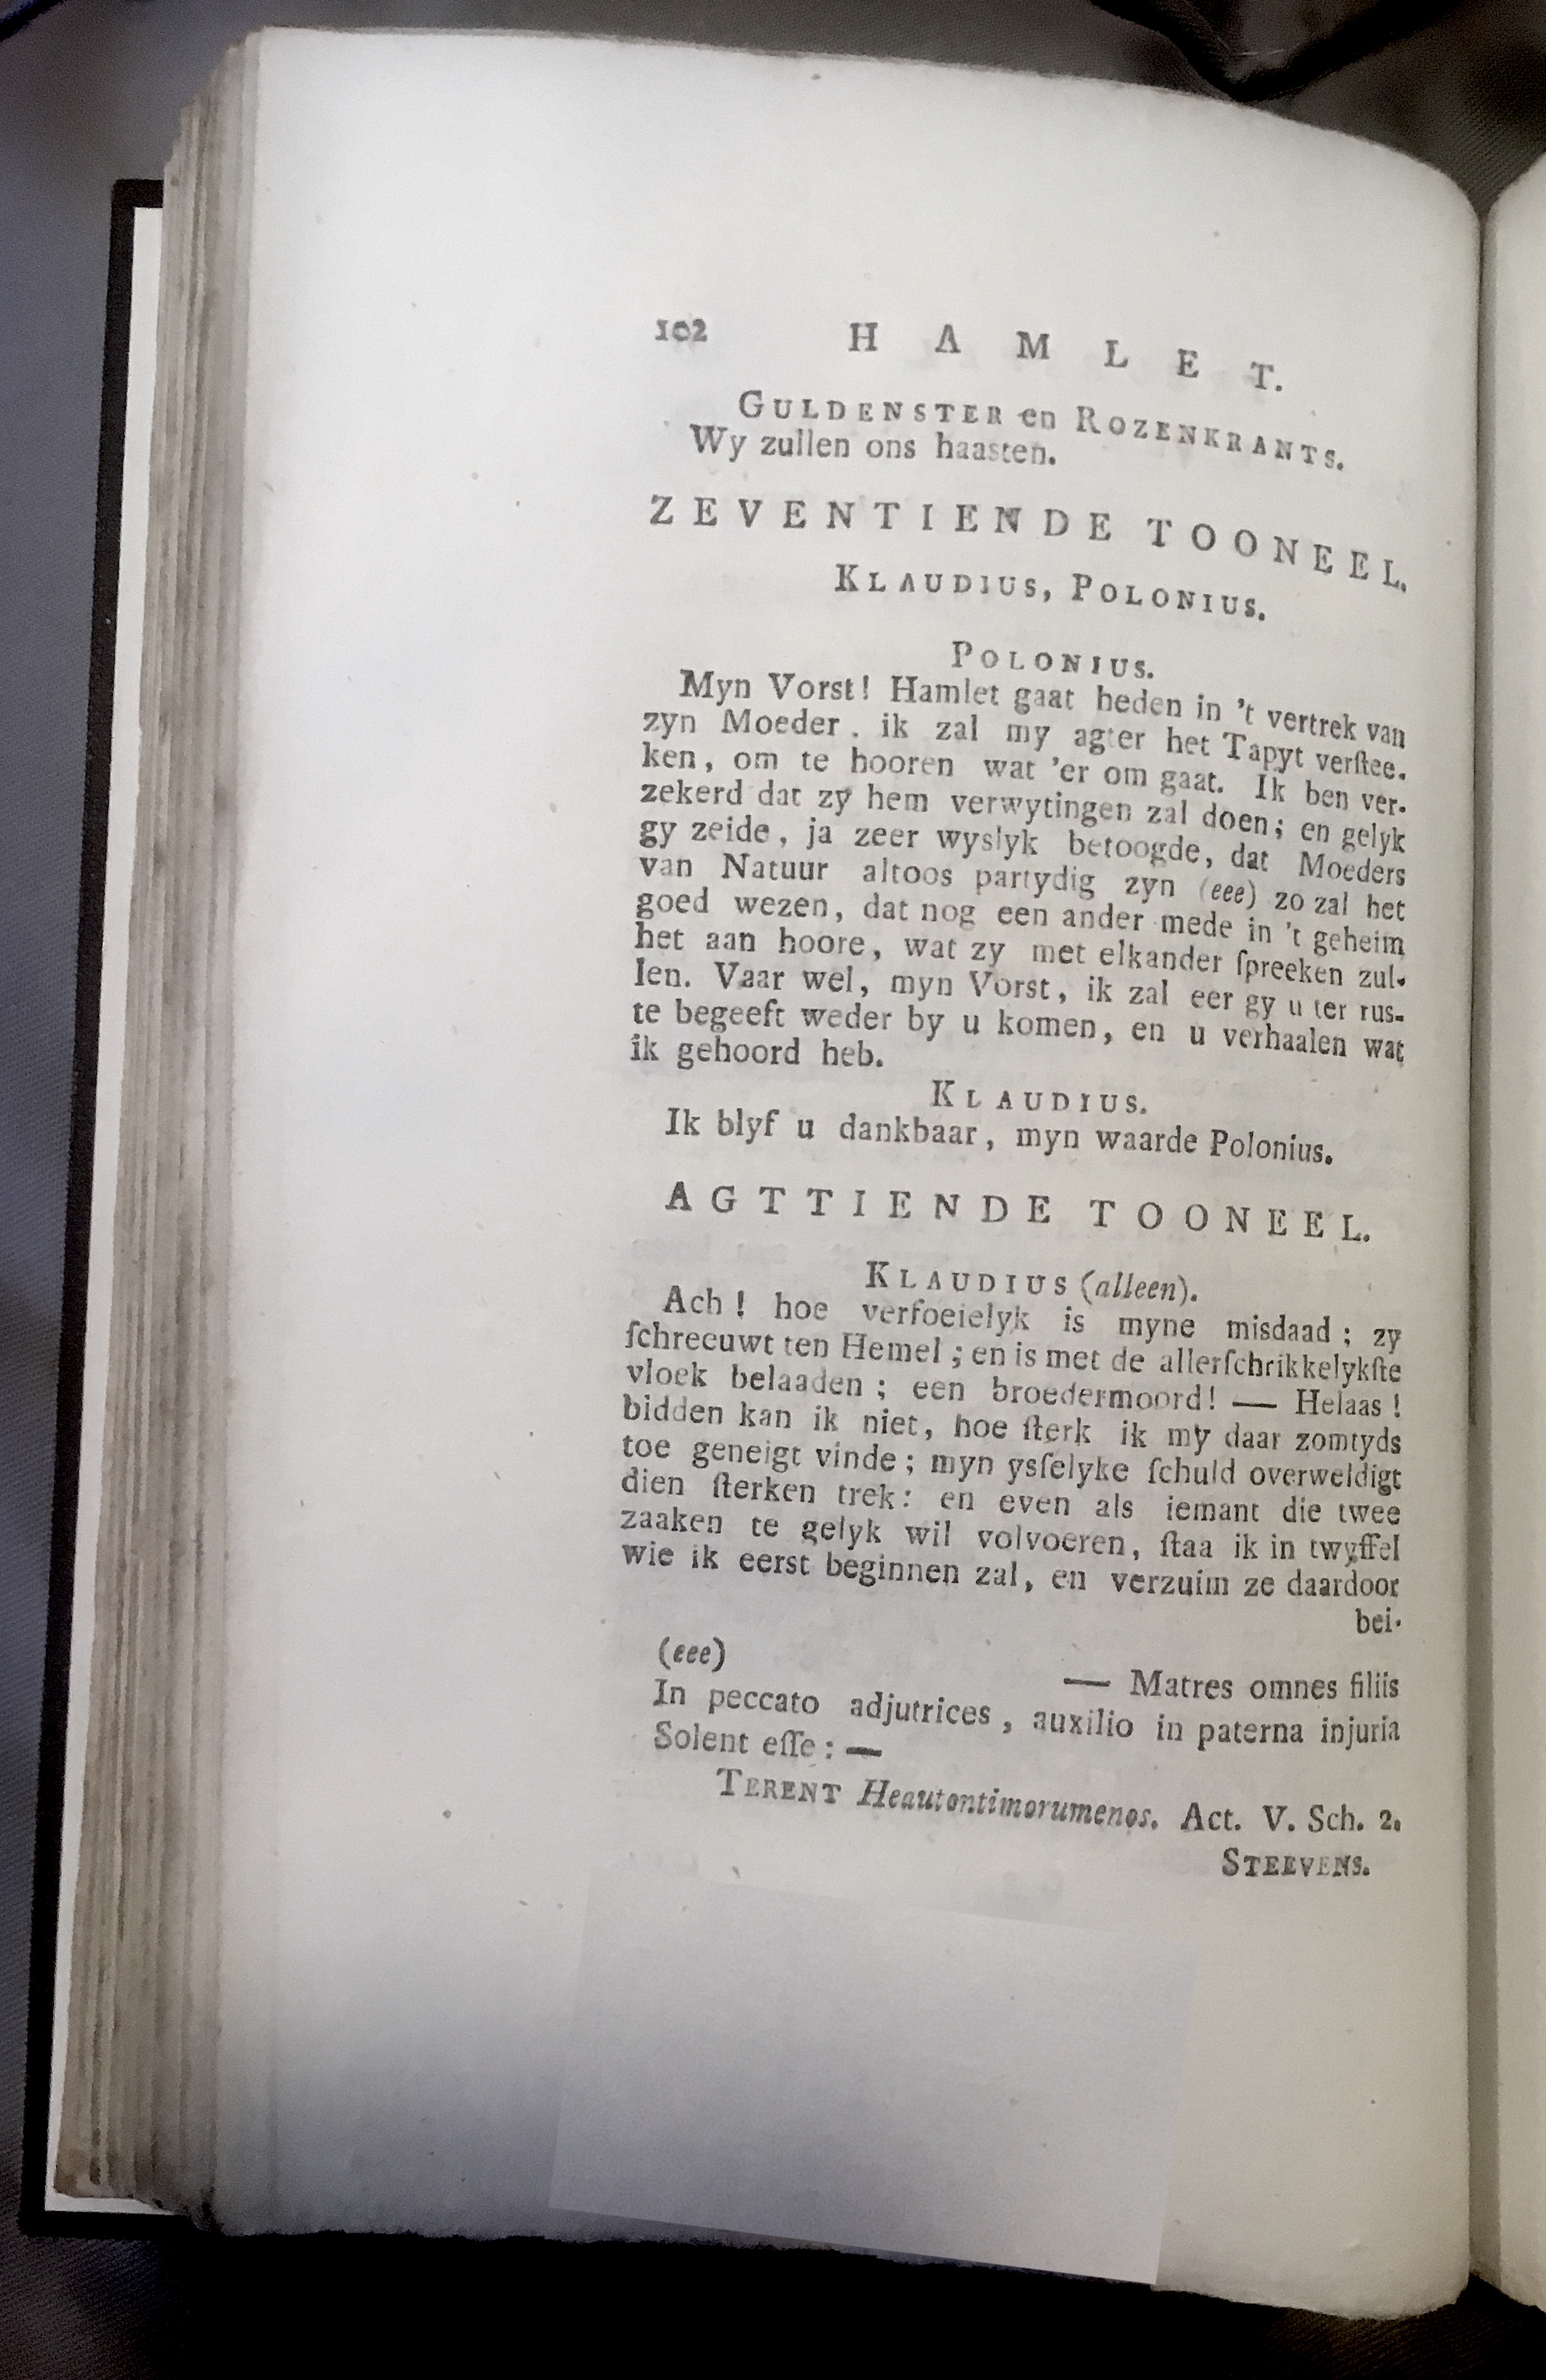 102 H A M L E T.
GULDENSTER en ROZENKRANTS.
Wy zullen ons haasten.
ZEVENTIENDE TOONEEL.
KLAUDIUS, POLONIUS.
POLONIUS.
Myn Vorst! Hamlet gaat heden in 't vertrek van
zyn Moeder. ik zal my agter het Tapyt verſtee-
ken, om te hooren wat 'er om gaat. Ik ben ver-
zekerd dat zy hem verwytingen zal doen; en gelyk
gy zeide, ja zeer wyslyk betoogde, dat Moeders
van Natuur altoos partydig zyn (eee) zo zal het
goed wezen, dat nog een ander mede in 't geheim
het aan hoore, wat zy met elkander ſpreeken zul-
len. Vaar wel, myn Vorst, ik zal eer gy u ter rus-
te begeeft weder by u komen, en u verhaalen wat
ik gehoord heb.
KLAUDIUS.
Ik blyf u dankbaar, myn waarde Polonius.
AGTTIENDE TOONEEL.
KLAUDIUS (alleen).
Ach! hoe verfoeielyk is myne misdaad; zy
ſchreeuwt ten Hemel; en is met de allerſchrikkelykſte
vloek belaaden; een broedermoord! — Helaas!
bidden kan ik niet, hoe ſterk ik my daar zomtyds
toe geneigt vinde; myn ysſelyke ſchuld overweldigt
dien ſterken trek: en even als iemant die twee
zaaken te gelyk wil volvoeren, ſtaa ik in twyffel
wie ik eerst beginnen zal, en verzuim ze daardoor
bei-
(eee)
— Matres omnes filiis
In peccato adjutrices, auxilio in paterna injuria
Solent eſſe: —
TERENT Heautontimorumenos. Act. V. Sch. 2.
STEEVENS.